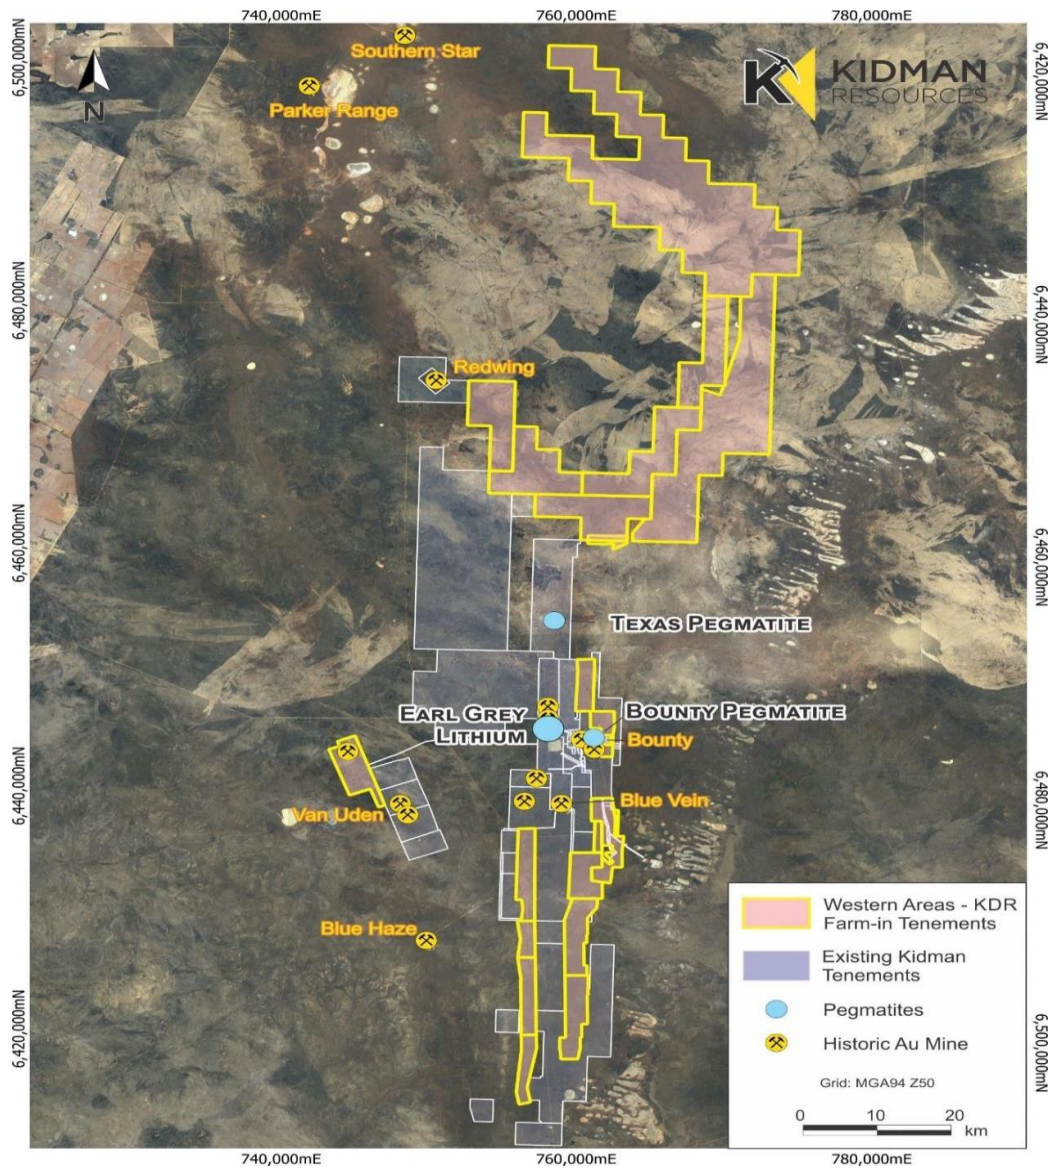 740,000mE
760,000mE
780,000mE
6,500,000mN
6,480,000mN
6,460,000mN
6,440,000mN
6,420,000mN
6,420,000mN
6,440,000mN
6,460,000mN
6,480,000mN
6,500,000mN
N
K
KIDMAN
RESOURCES
Southern Star
Parker Range
Redwing
TEXAS PEGMATITE
EARL GREY
LITHIUM
BOUNTY PEGMATITE
Bounty
Blue Vein
Van Uden
Blue Haze
Western Areas - KDR
Farm-in Tenements
Existing Kidman
Tenements
Pegmatites
Historic Au Mine
Grid: MGA94 Z50
0 10 20
km
740,000mE
760,000mE
780,000mE